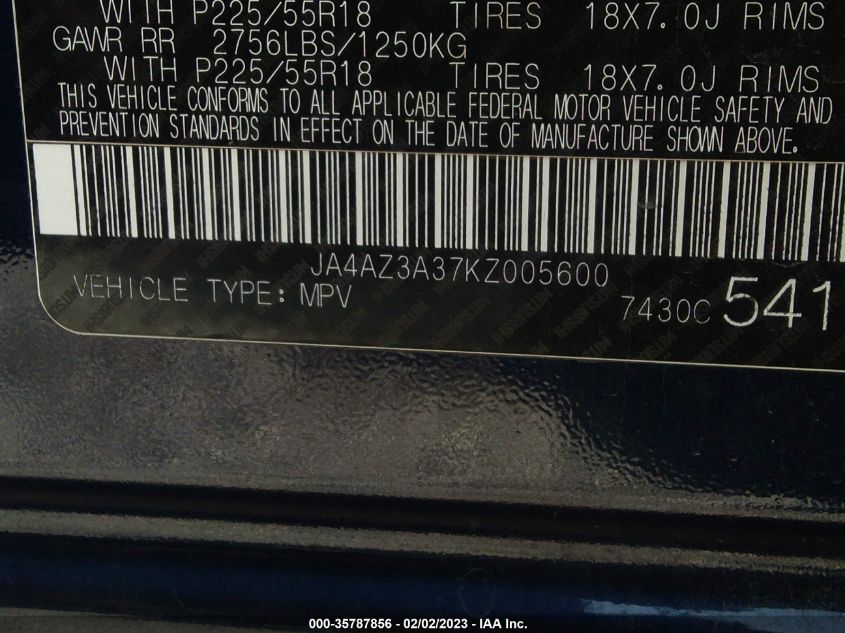 WITH P225/55R18 TIRES 18X7.0J RIMS
GAWR RR 2756LBS/1250KG
WITH P225/55R18 TIRES 18X7.0J RIMS
THIS VEHICLE CONFORMS TO ALL APPLICABLE FEDERAL MOTOR VEHICLE SAFETY AND
PREVENTION STANDARDS IN EFFECT ON THE DATE OF MANUFACTURE SHOWN ABOVE.
JA4AZ3A37KZ005600
VEHICLE TYPE: MPV
7430C 541
000-35787856 - 02/02/2023 - IAA Inc.